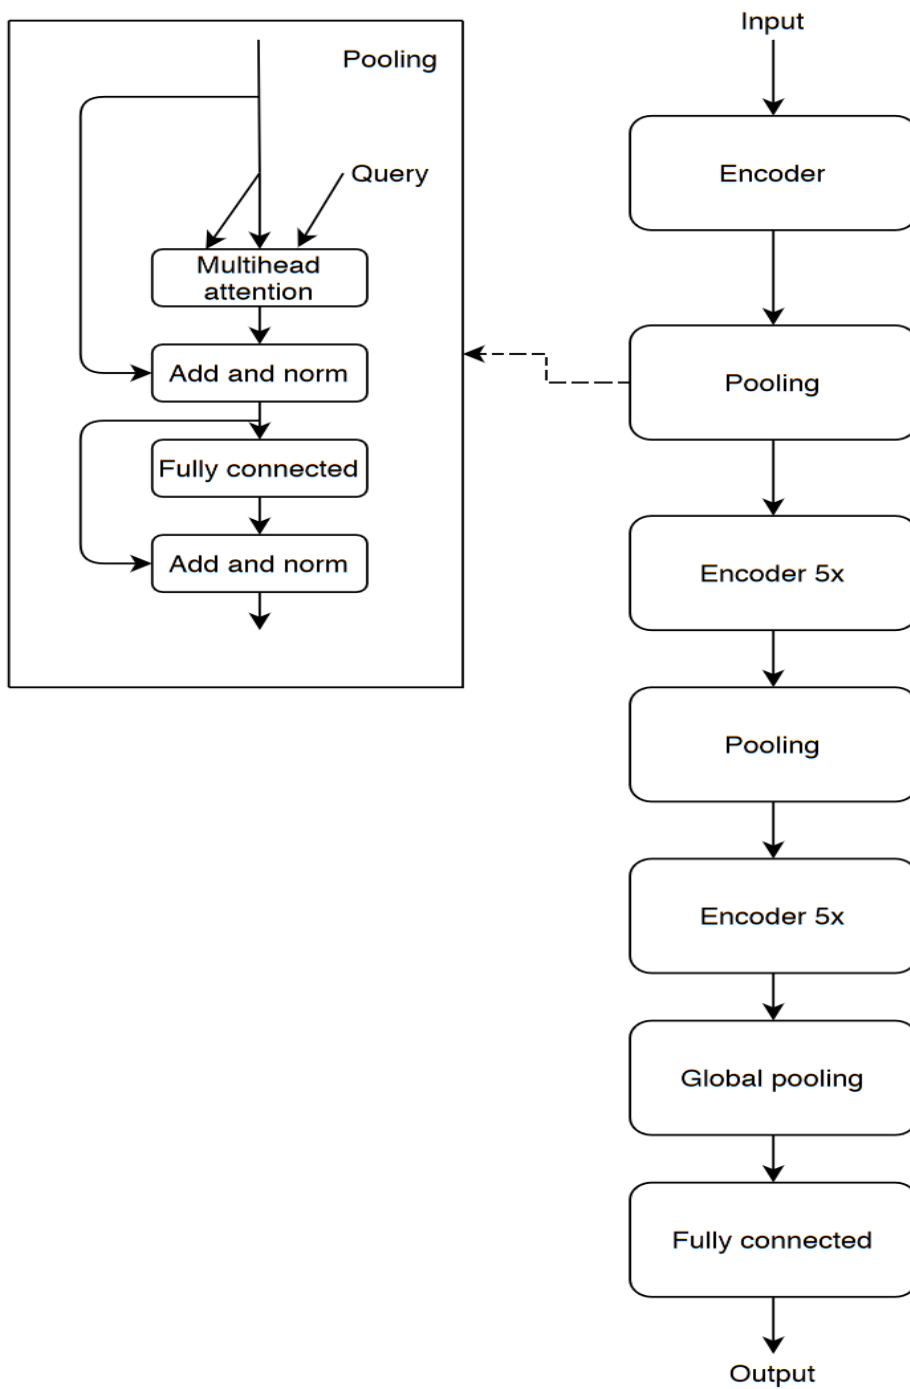 Pooling
Query
Multihead
attention
Add and norm
Fully connected
Add and norm
Input
Encoder
Pooling
Encoder 5x
Pooling
Encoder 5x
Global pooling
Fully connected
Output